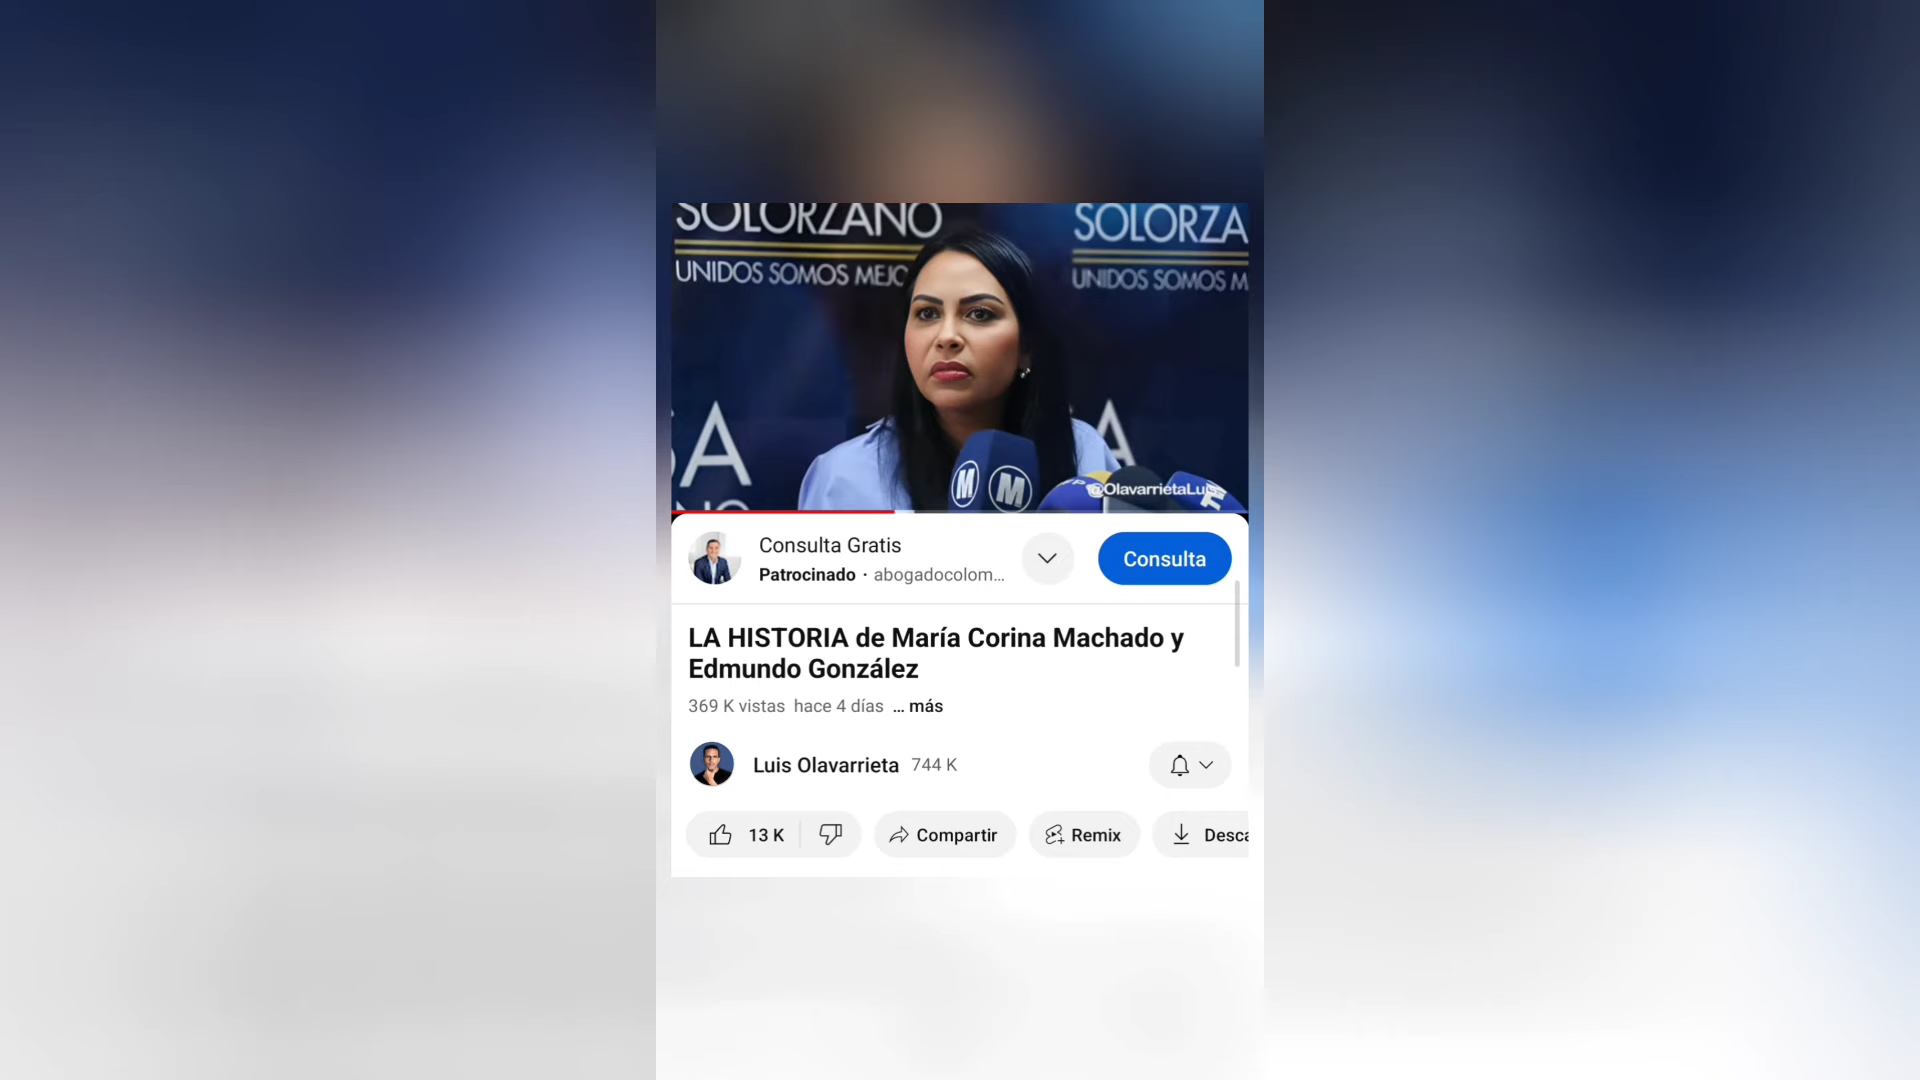 SOLORZANO
SOLORZA
UNIDOS SOMOS MEJO
UNIDOS SOMOS M
A
A
M M
@OlavarrietaLuis
Consulta Gratis
Patrocinado · abogadocolom...
Consulta
LA HISTORIA de María Corina Machado y
Edmundo González
369 K vistas hace 4 días ... más
Luis Olavarrieta 744 K
13 K
Compartir
Remix
Desca